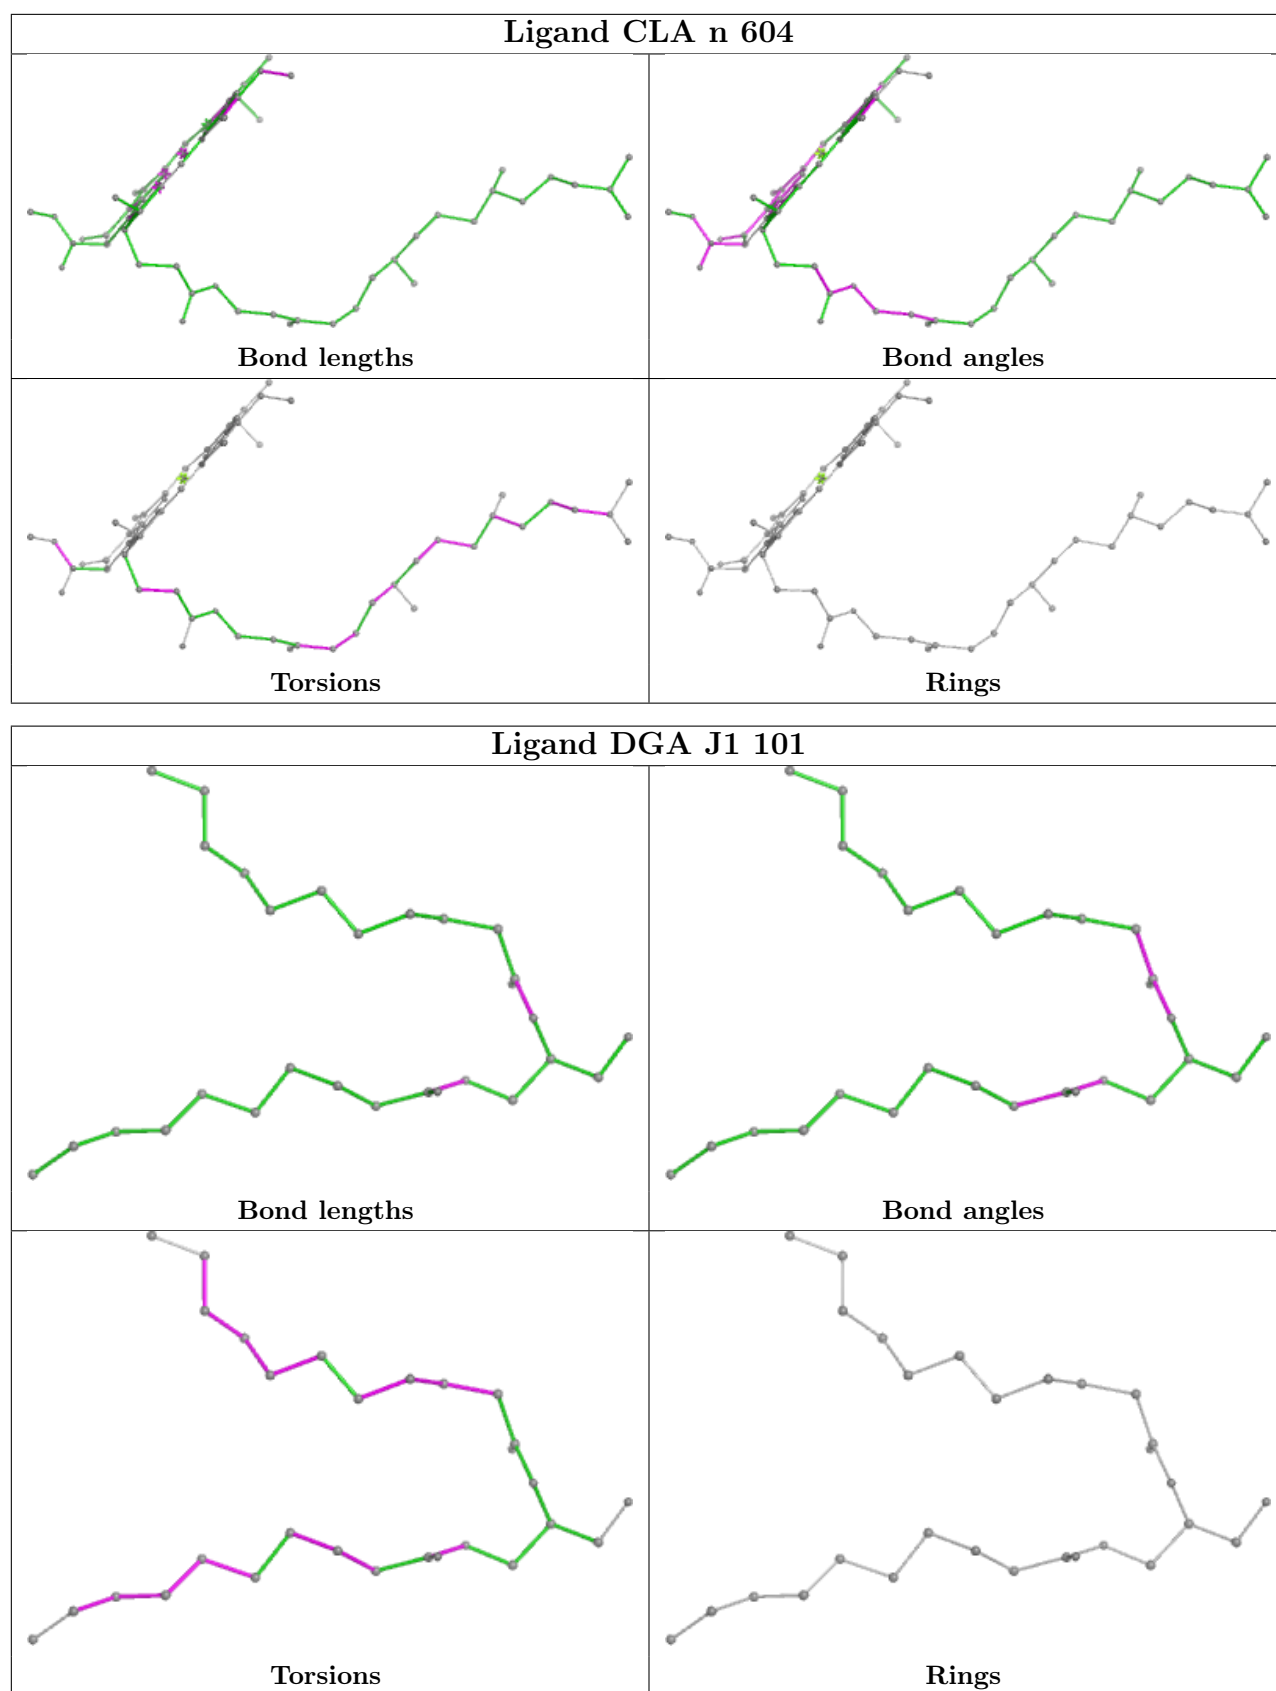 Ligand CLA n 604
Bond lengths
Bond angles
Torsions
Rings
Ligand DGA J1 101
Bond lengths
Bond angles
Torsions
Rings